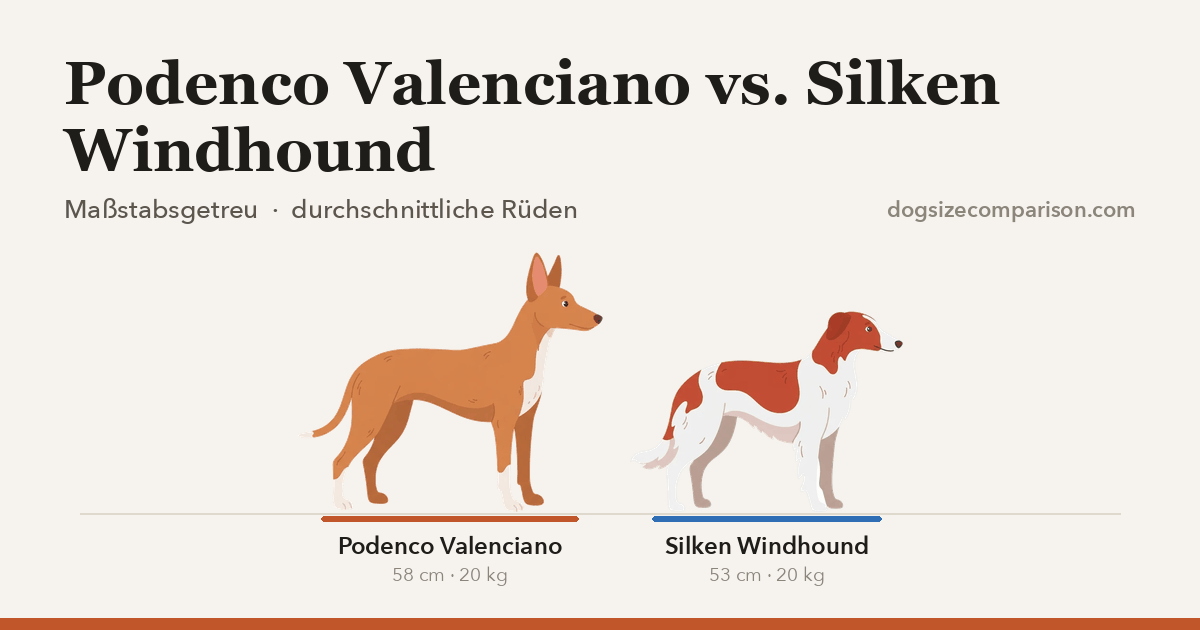 Podenco Valenciano vs. Silken
Windhound
Maßstabsgetreu · durchschnittliche Rüden
dogsizecomparison.com
Podenco Valenciano
58 cm · 20 kg
Silken Windhound
53 cm · 20 kg